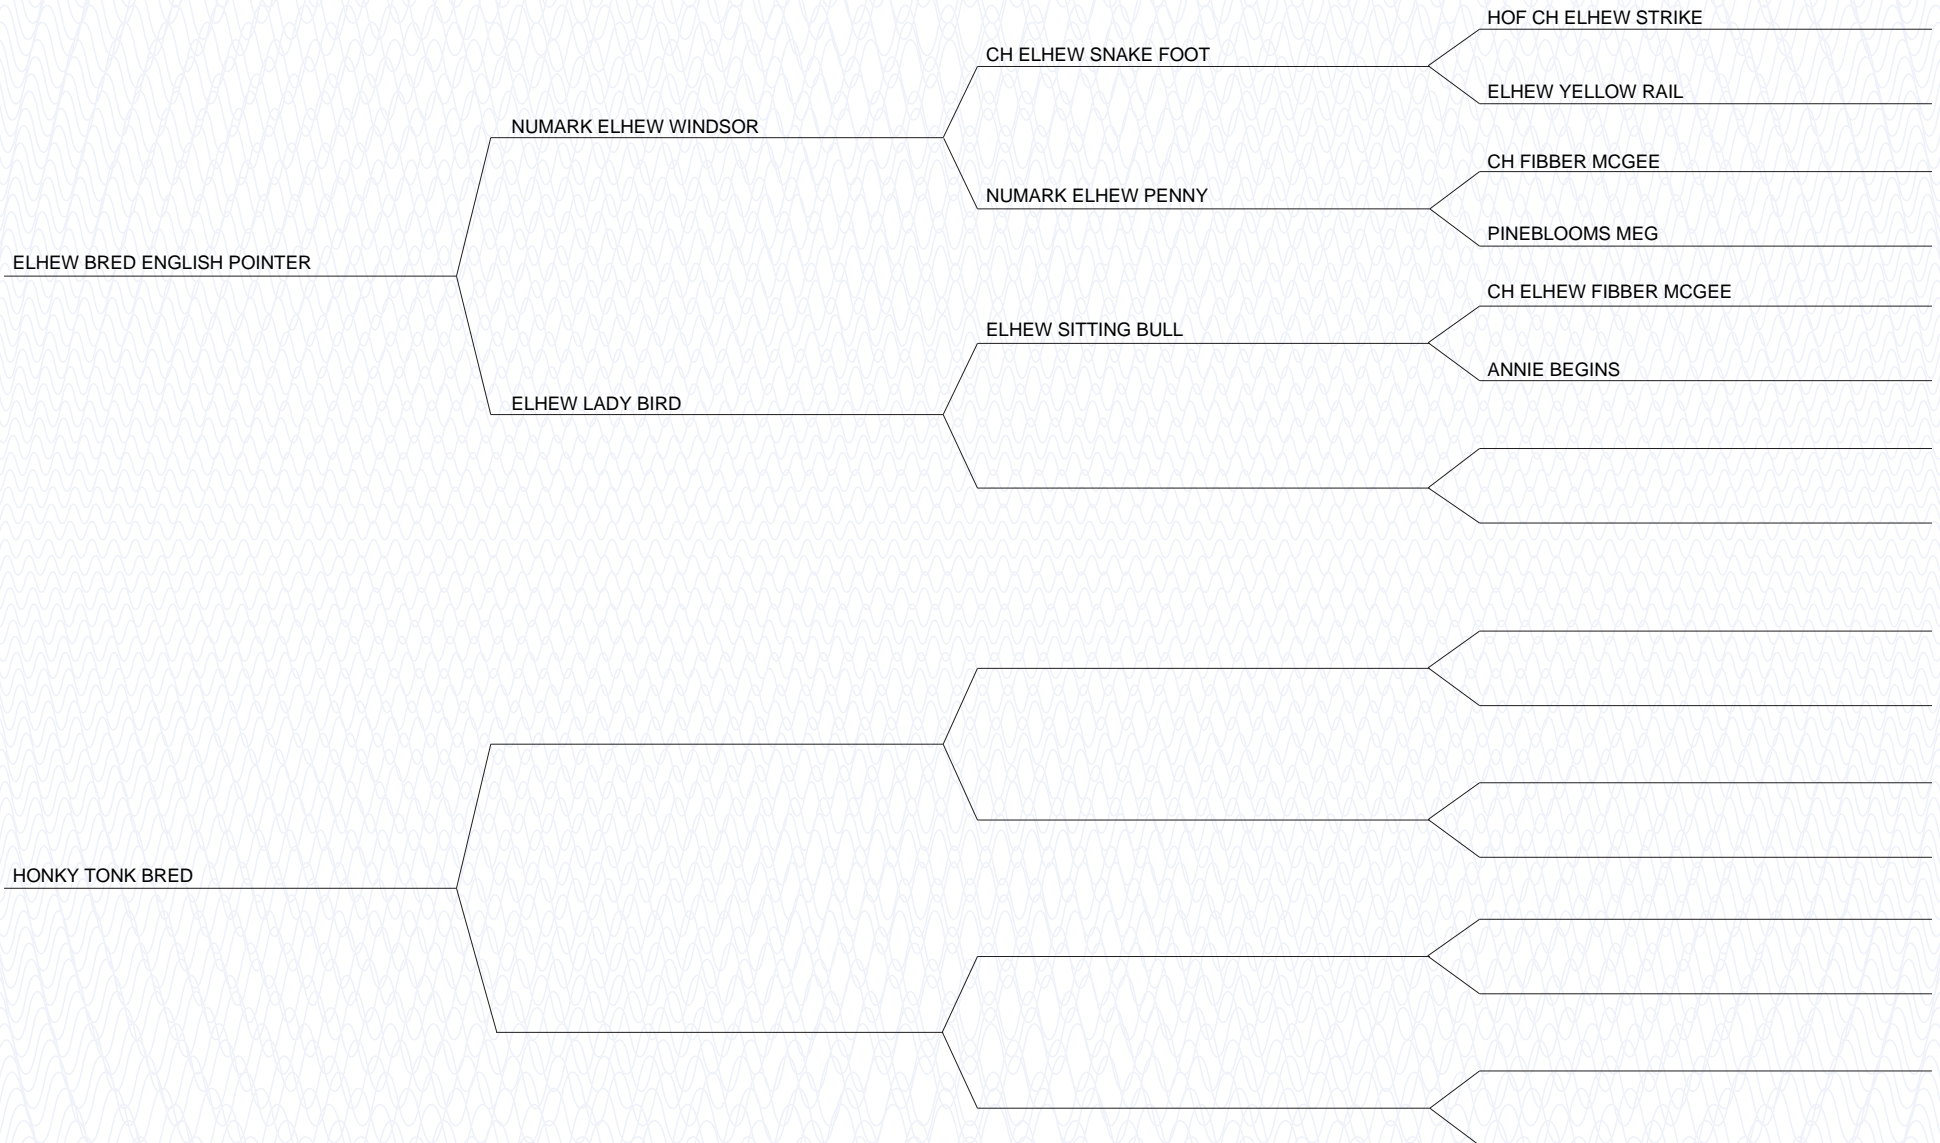 HOF CH ELHEW STRIKE
CH ELHEW SNAKE FOOT
ELHEW YELLOW RAIL
NUMARK ELHEW WINDSOR
CH FIBBER MCGEE
NUMARK ELHEW PENNY
PINEBLOOMS MEG
ELHEW BRED ENGLISH POINTER
CH ELHEW FIBBER MCGEE
ELHEW SITTING BULL
ANNIE BEGINS
ELHEW LADY BIRD
HONKY TONK BRED